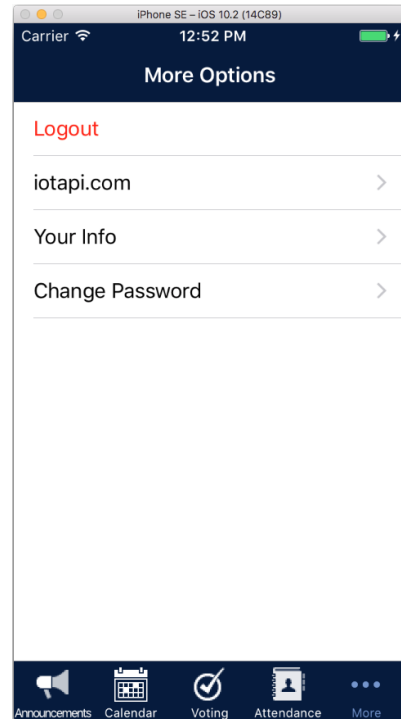 iPhone SE – iOS 10.2 (14C89)
Carrier 12:52 PM
More Options
Logout
iotapi.com
Your Info
Change Password
Announcements Calendar Voting Attendance More